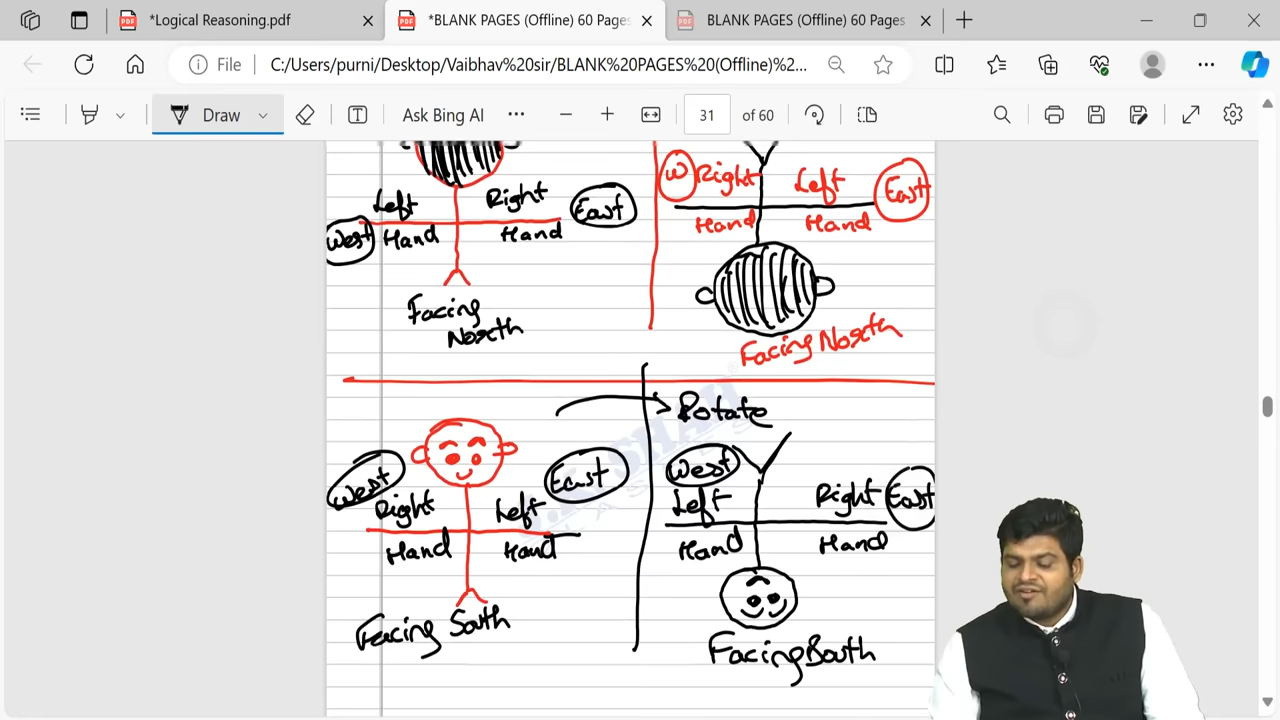 *Logical Reasoning.pdf
*BLANK PAGES (Offline) 60 Pages
BLANK PAGES (Offline) 60 Pages
File
C:/Users/purni/Desktop/Vaibhav%20sir/BLANK%20PAGES%20(Offline)%2...
Draw
Ask Bing AI
31
of 60
Left
Right
East
West
Hand
Hand
Facing
North
W
Right
Left
East
Hand
Hand
Facing North
Rotate
West
East
Right
Left
Hand
Hand
Facing South
West
Left
Right
East
Hand
Hand
Facing South